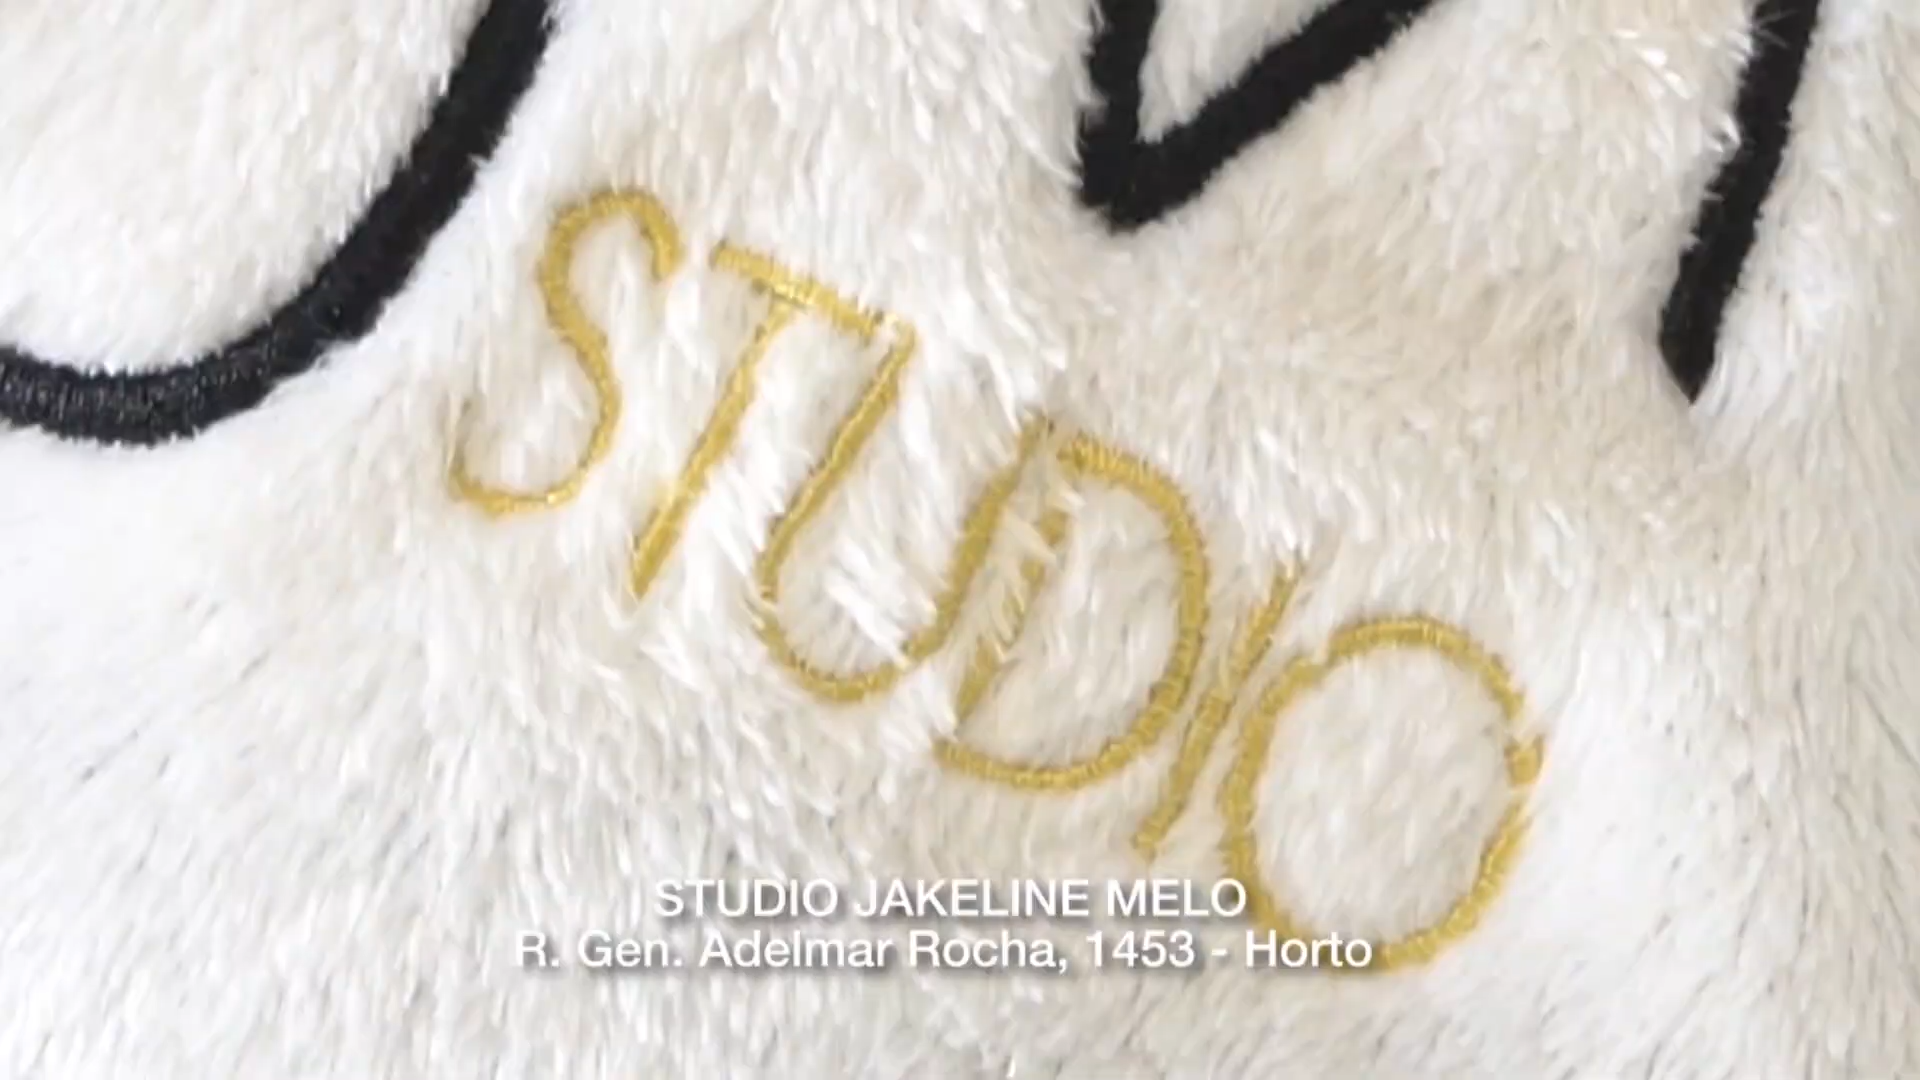 STUDIO
STUDIO JAKELINE MELO
R. Gen. Adelmar Rocha, 1453 - Horto